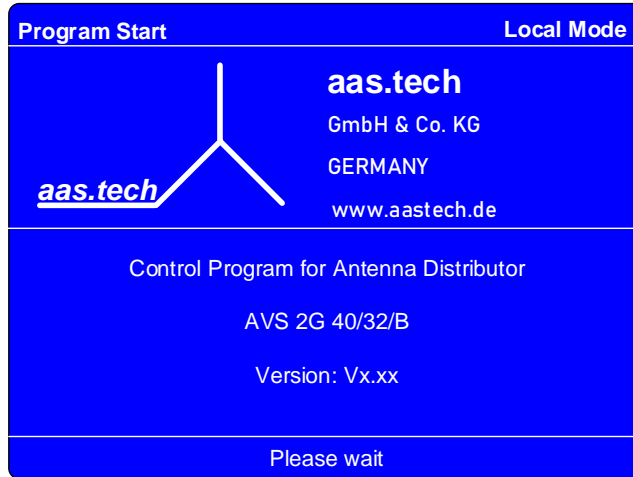 Program Start
Local Mode
aas.tech
GmbH & Co. KG
GERMANY
aas.tech
www.aastech.de
Control Program for Antenna Distributor
AVS 2G 40/32/B
Version: Vx.xx
Please wait